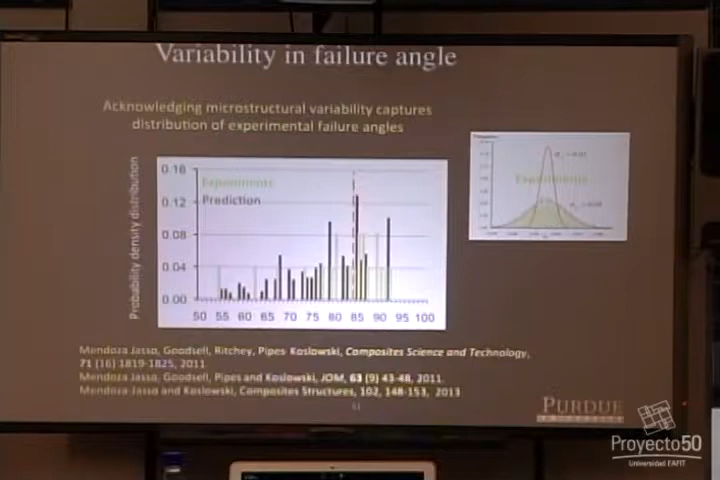 Variability in failure angle
Acknowledging microstructural variability captures
distribution of experimental failure angles
Probability density distribution
0.16
0.12
0.08
0.04
0.00
Experiments
Prediction
50 55 60 65 70 75 80 85 90 95 100
Experiments
Mendoza Jasso, Goodsell, Ritchey, Pipes Koslowski, Composites Science and Technology,
71 (16) 1819-1825, 2011
Mendoza Jasso, Goodsell, Pipes and Koslowski, JOM, 63 (9) 43-48, 2011.
Mendoza Jasso and Koslowski, Composites Structures, 102, 148-153, 2013
PURDUE
UNIVERSITY
Proyecto50
Universidad EAFIT